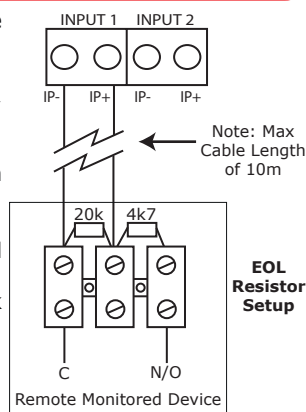 INPUT 1 INPUT 2
IP- IP+ IP- IP+
Note: Max
Cable Length
of 10m
20k 4k7
EOL
Resistor
Setup
C N/O
Remote Monitored Device